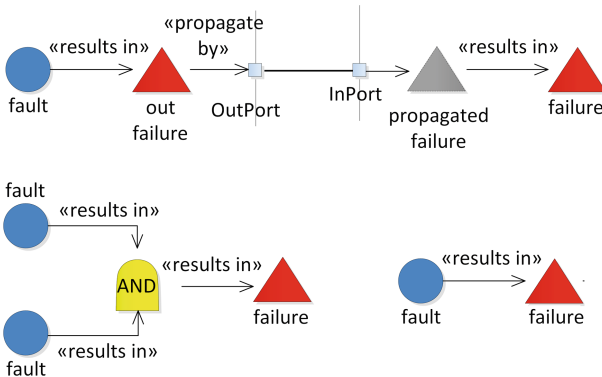 «propagate
by»
«results in»
«results in»
fault
out
failure
OutPort
InPort
propagated
failure
failure
fault
«results in»
AND
«results in»
failure
«results in»
fault
«results in»
fault
failure